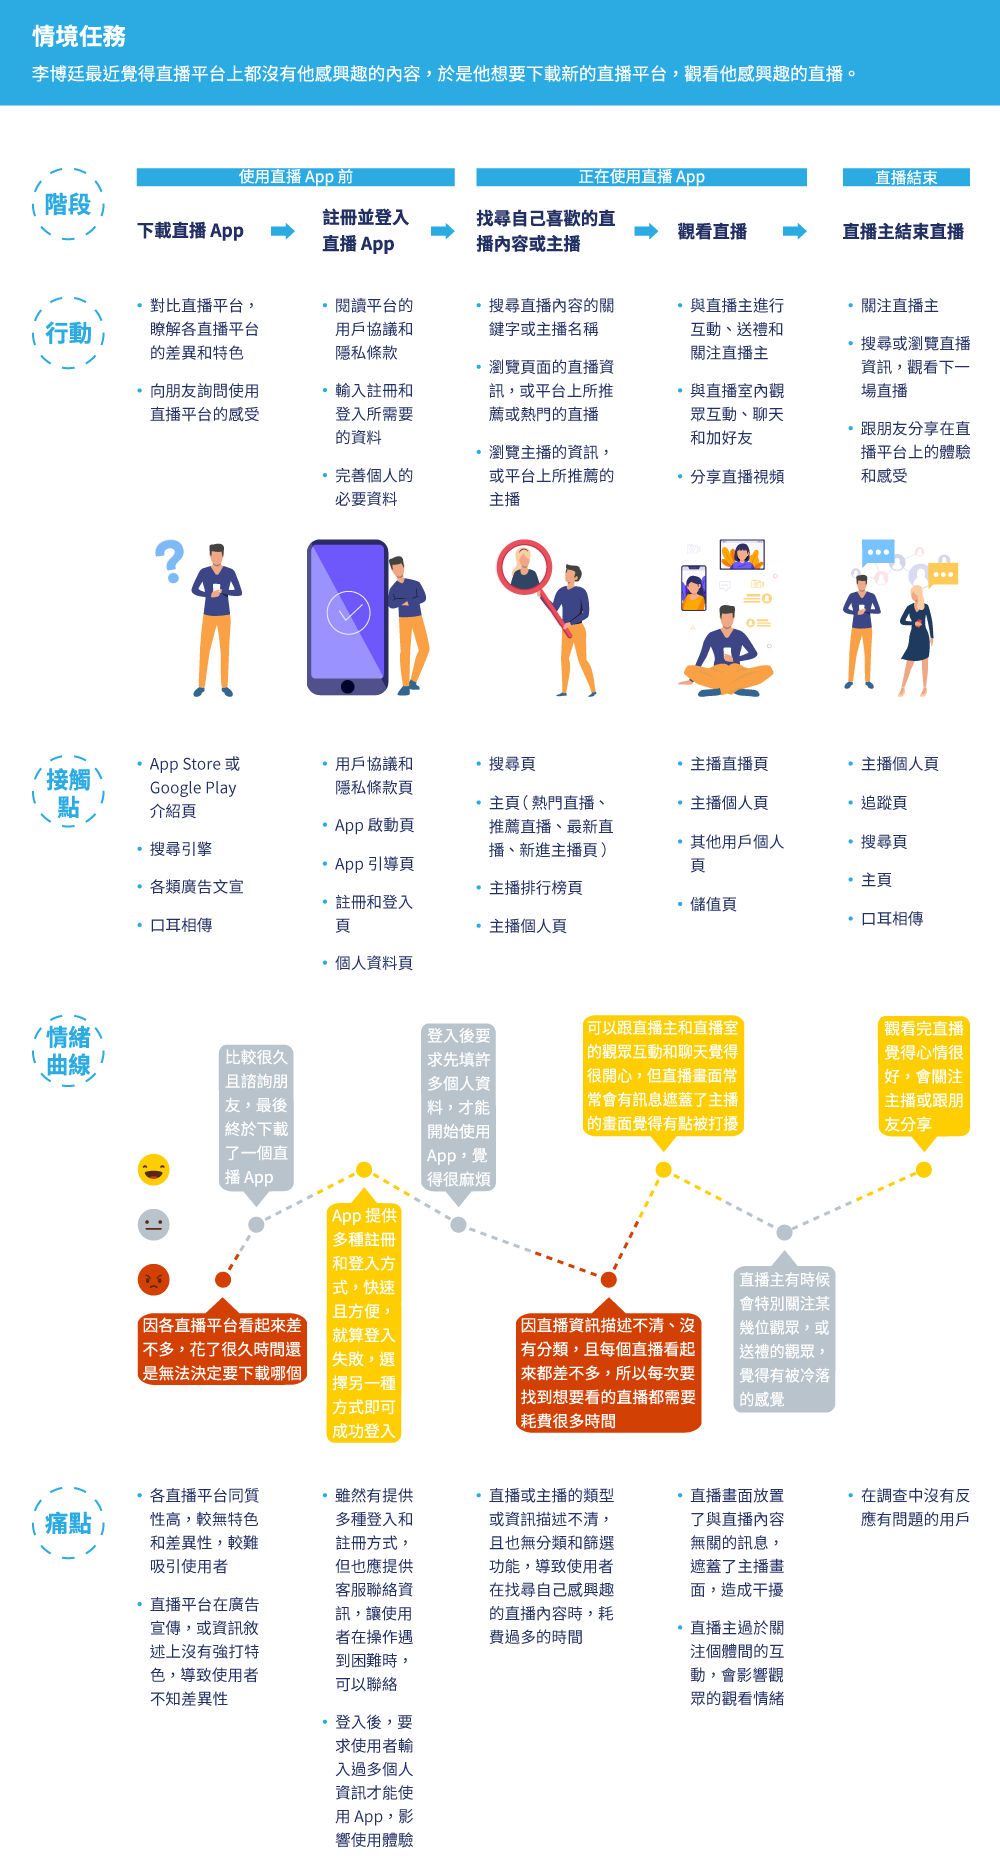 情境任務
李博廷最近覺得直播平台上都沒有他感興趣的內容，於是他想要下載新的直播平台，觀看他感興趣的直播。
階段
使用直播 App 前
正在使用直播 App
直播結束
下載直播 App
註冊並登入
直播 App
找尋自己喜歡的直
播內容或主播
觀看直播
直播主結束直播
行動
• 對比直播平台，
瞭解各直播平台
的差異和特色
• 向朋友詢問使用
直播平台的感受
• 閱讀平台的
用戶協議和
隱私條款
• 輸入註冊和
登入所需要
的資料
• 完善個人的
必要資料
• 搜尋直播內容的關
鍵字或主播名稱
• 瀏覽頁面的直播資
訊，或平台上所推
薦或熱門的直播
• 瀏覽主播的資訊，
或平台上所推薦的
主播
• 與直播主進行
互動、送禮和
關注直播主
• 與直播室內觀
眾互動、聊天
和加好友
• 分享直播視頻
• 關注直播主
• 搜尋或瀏覽直播
資訊，觀看下一
場直播
• 跟朋友分享在直
播平台上的體驗
和感受
接觸
點
• App Store 或
Google Play
介紹頁
• 搜尋引擎
• 各類廣告文宣
• 口耳相傳
• 用戶協議和
隱私條款頁
• App 啟動頁
• App 引導頁
• 註冊和登入
頁
• 個人資料頁
• 搜尋頁
• 主頁（熱門直播、
推薦直播、最新直
播、新進主播頁）
• 主播排行榜頁
• 主播個人頁
• 主播直播頁
• 主播個人頁
• 其他用戶個人
頁
• 儲值頁
• 主播個人頁
• 追蹤頁
• 搜尋頁
• 主頁
• 口耳相傳
情緒
曲線
因各直播平台看起來差
不多，花了很久時間還
是無法決定要下載哪個
比較很久
且諮詢朋
友，最後
終於下載
了一個直
播 App
App 提供
多種註冊
和登入方
式，快速
且方便，
就算登入
失敗，選
擇另一種
方式即可
成功登入
登入後要
求先填許
多個人資
料，才能
開始使用
App，覺
得很麻煩
因直播資訊描述不清、沒
有分類，且每個直播看起
來都差不多，所以每次要
找到想要看的直播都需要
耗費很多時間
可以跟直播主和直播室
的觀眾互動和聊天覺得
很開心，但直播畫面常
常會有訊息遮蓋了主播
的畫面覺得有點被打擾
直播主有時候
會特別關注某
幾位觀眾，或
送禮的觀眾，
覺得有被冷落
的感覺
觀看完直播
覺得心情很
好，會關注
主播或跟朋
友分享
痛點
• 各直播平台同質
性高，較無特色
和差異性，較難
吸引使用者
• 直播平台在廣告
宣傳，或資訊敘
述上沒有強打特
色，導致使用者
不知差異性
• 雖然有提供
多種登入和
註冊方式，
但也應提供
客服聯絡資
訊，讓使用
者在操作遇
到困難時，
可以聯絡
• 登入後，要
求使用者輸
入過多個人
資訊才能使
用 App，影
響使用體驗
• 直播或主播的類型
或資訊描述不清，
且也無分類和篩選
功能，導致使用者
在找尋自己感興趣
的直播內容時，耗
費過多的時間
• 直播畫面放置
了與直播內容
無關的訊息，
遮蓋了主播畫
面，造成干擾
• 直播主過於關
注個體間的互
動，會影響觀
眾的觀看情緒
• 在調查中沒有反
應有問題的用戶